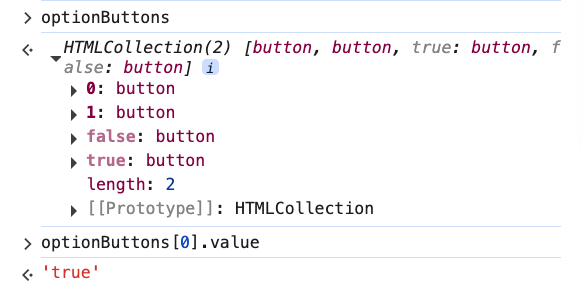 optionButtons
HTMLCollection(2) [button, button, true: button, f
alse: button] i
0: button
1: button
false: button
true: button
length: 2
[[Prototype]]: HTMLCollection
optionButtons[0].value
'true'